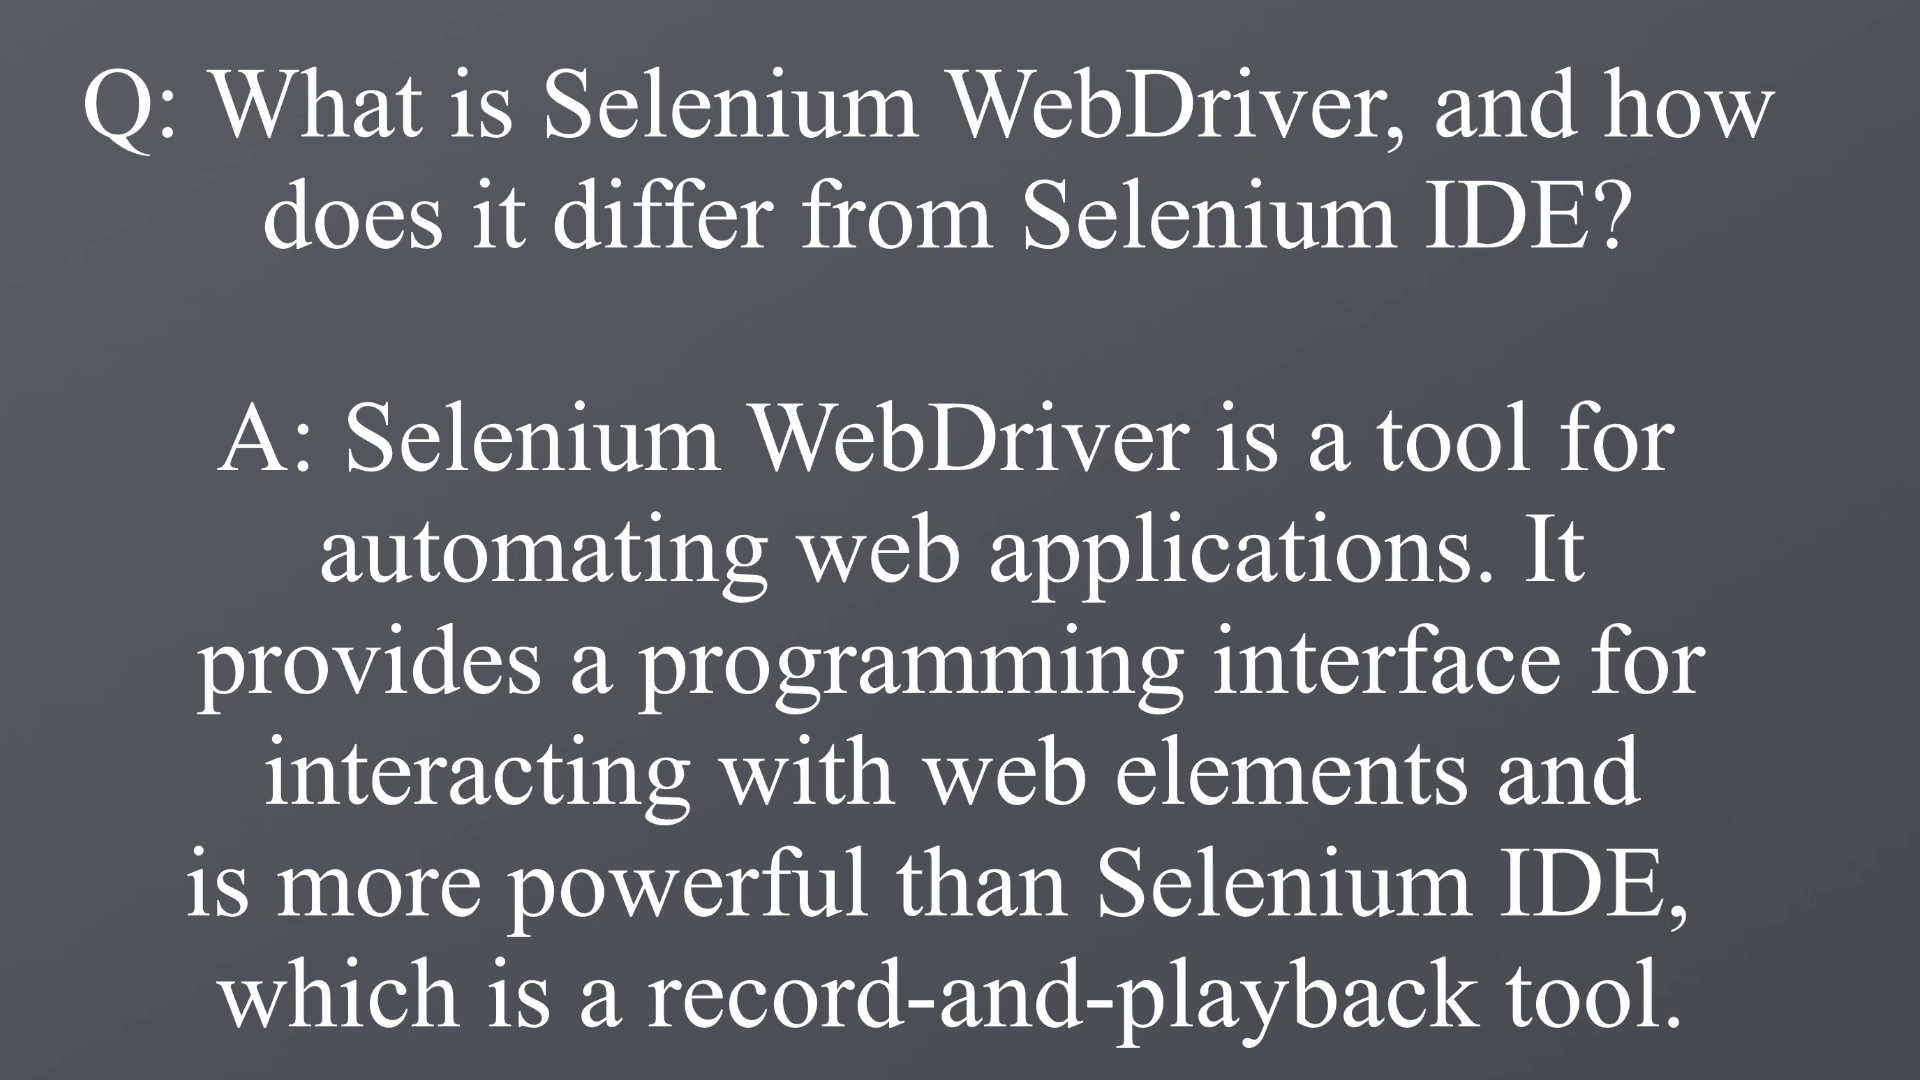 Q: What is Selenium WebDriver, and how
does it differ from Selenium IDE?
A: Selenium WebDriver is a tool for
automating web applications. It
provides a programming interface for
interacting with web elements and
is more powerful than Selenium IDE,
which is a record-and-playback tool.